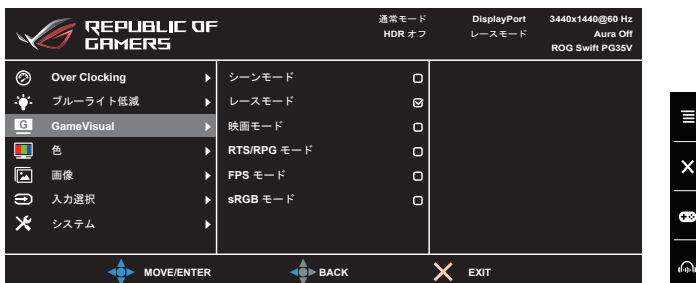 REPUBLIC OF
GAMERS
通常モード
HDR オフ
DisplayPort
レースモード
3440x1440@60 Hz
Aura Off
ROG Swift PG35V
Over Clocking
ブルーライト低減
G GameVisual
色
画像
入力選択
システム
シーンモード
レースモード
映画モード
RTS/RPG モード
FPS モード
sRGB モード
MOVE/ENTER
BACK
EXIT